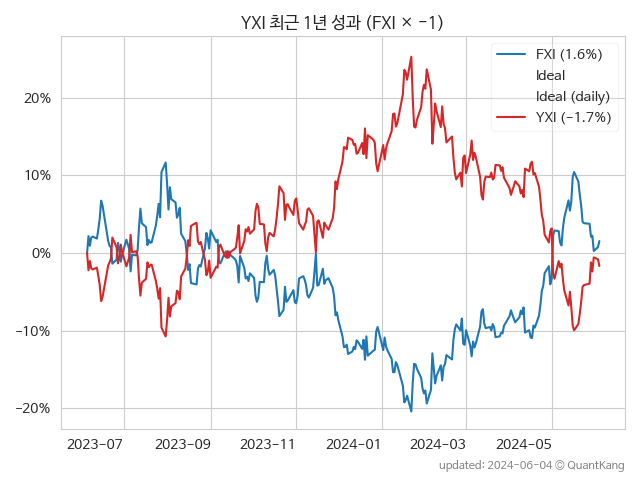 YXI 최근 1년 성과 (FXI × -1)
FXI (1.6%)
Ideal
Ideal (daily)
YXI (-1.7%)
20%
10%
0%
-10%
-20%
2023-07 2023-09 2023-11 2024-01 2024-03 2024-05
updated: 2024-06-04 © QuantKang